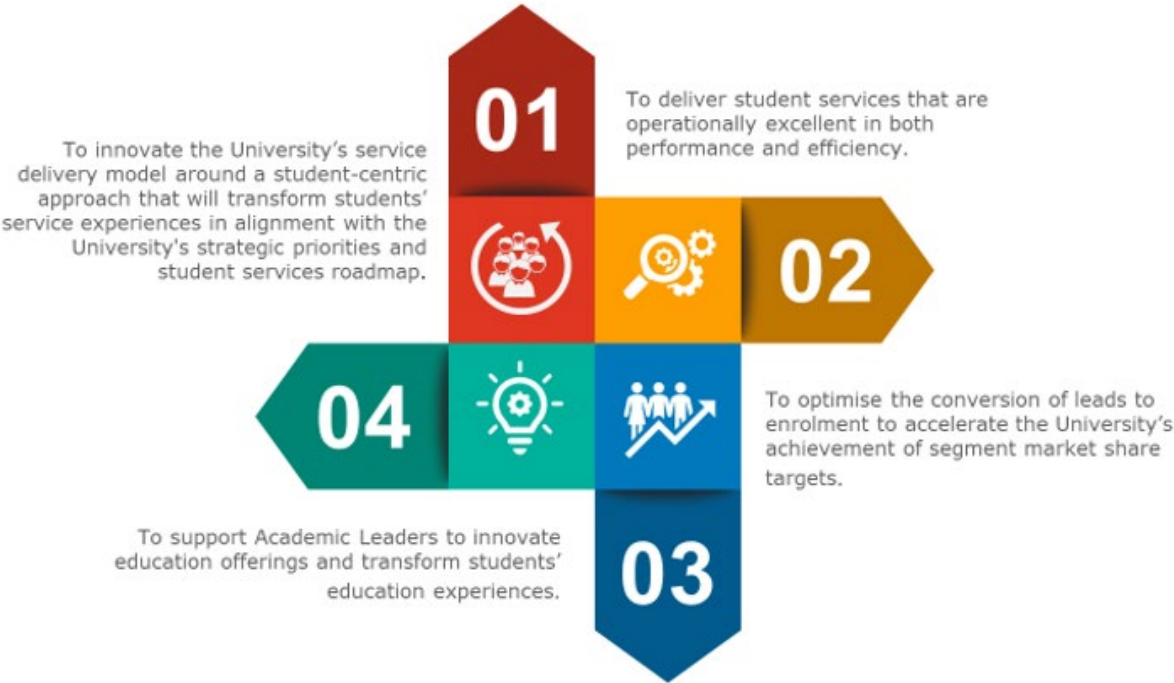 01
To innovate the University’s service
delivery model around a student-centric
approach that will transform students’
service experiences in alignment with the
University's strategic priorities and
student services roadmap.
02
To deliver student services that are
operationally excellent in both
performance and efficiency.
03
To optimise the conversion of leads to
enrolment to accelerate the University’s
achievement of segment market share
targets.
04
To support Academic Leaders to innovate
education offerings and transform students’
education experiences.